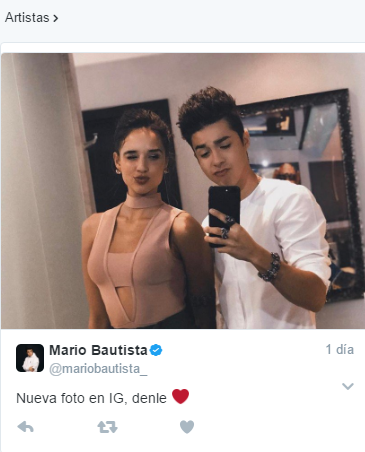 Artistas >
Mario Bautista
1 día
@mariobautista_
Nueva foto en IG, denle ❤